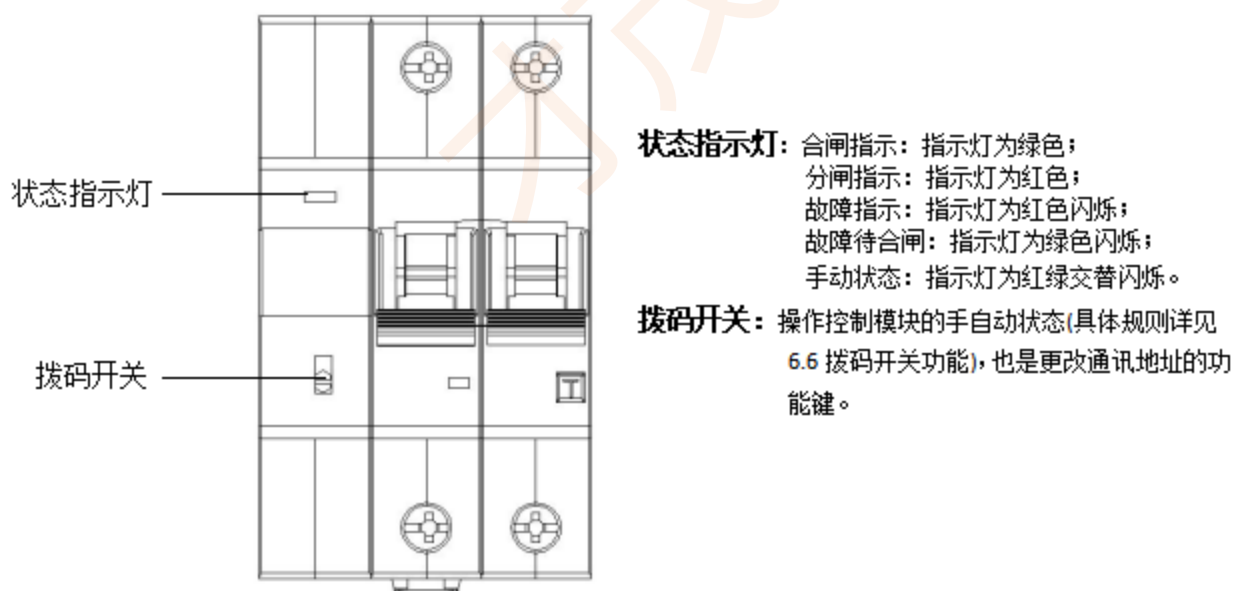 状态指示灯
拨码开关
T
状态指示灯：合闸指示：指示灯为绿色；
分闸指示：指示灯为红色；
故障指示：指示灯为红色闪烁；
故障待合闸：指示灯为绿色闪烁；
手动状态：指示灯为红绿交替闪烁。
拨码开关：操作控制模块的手自动状态(具体规则详见
6.6 拨码开关功能)，也是更改通讯地址的功
能键。